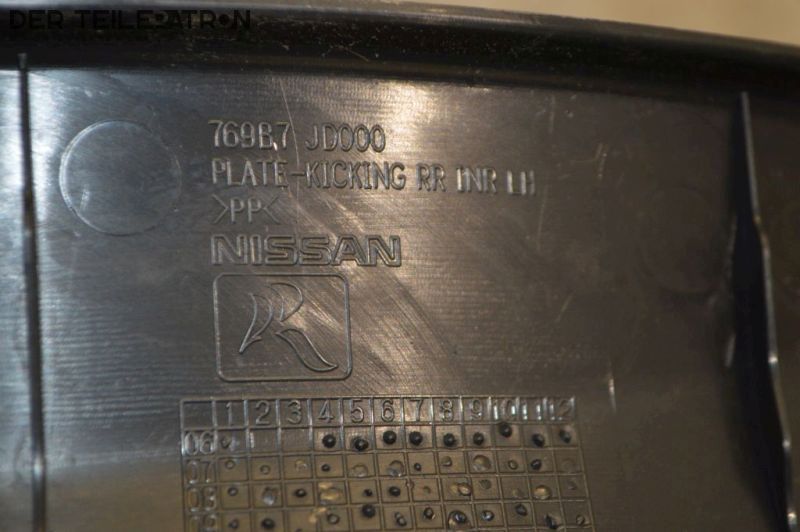 DER TEILEPATRON
769B7 JD000
PLATE-KICKING RR INR LH
>PP<
NISSAN
1 2 3 4 5 6 7 8 9 10 11 12
06
07
08
09